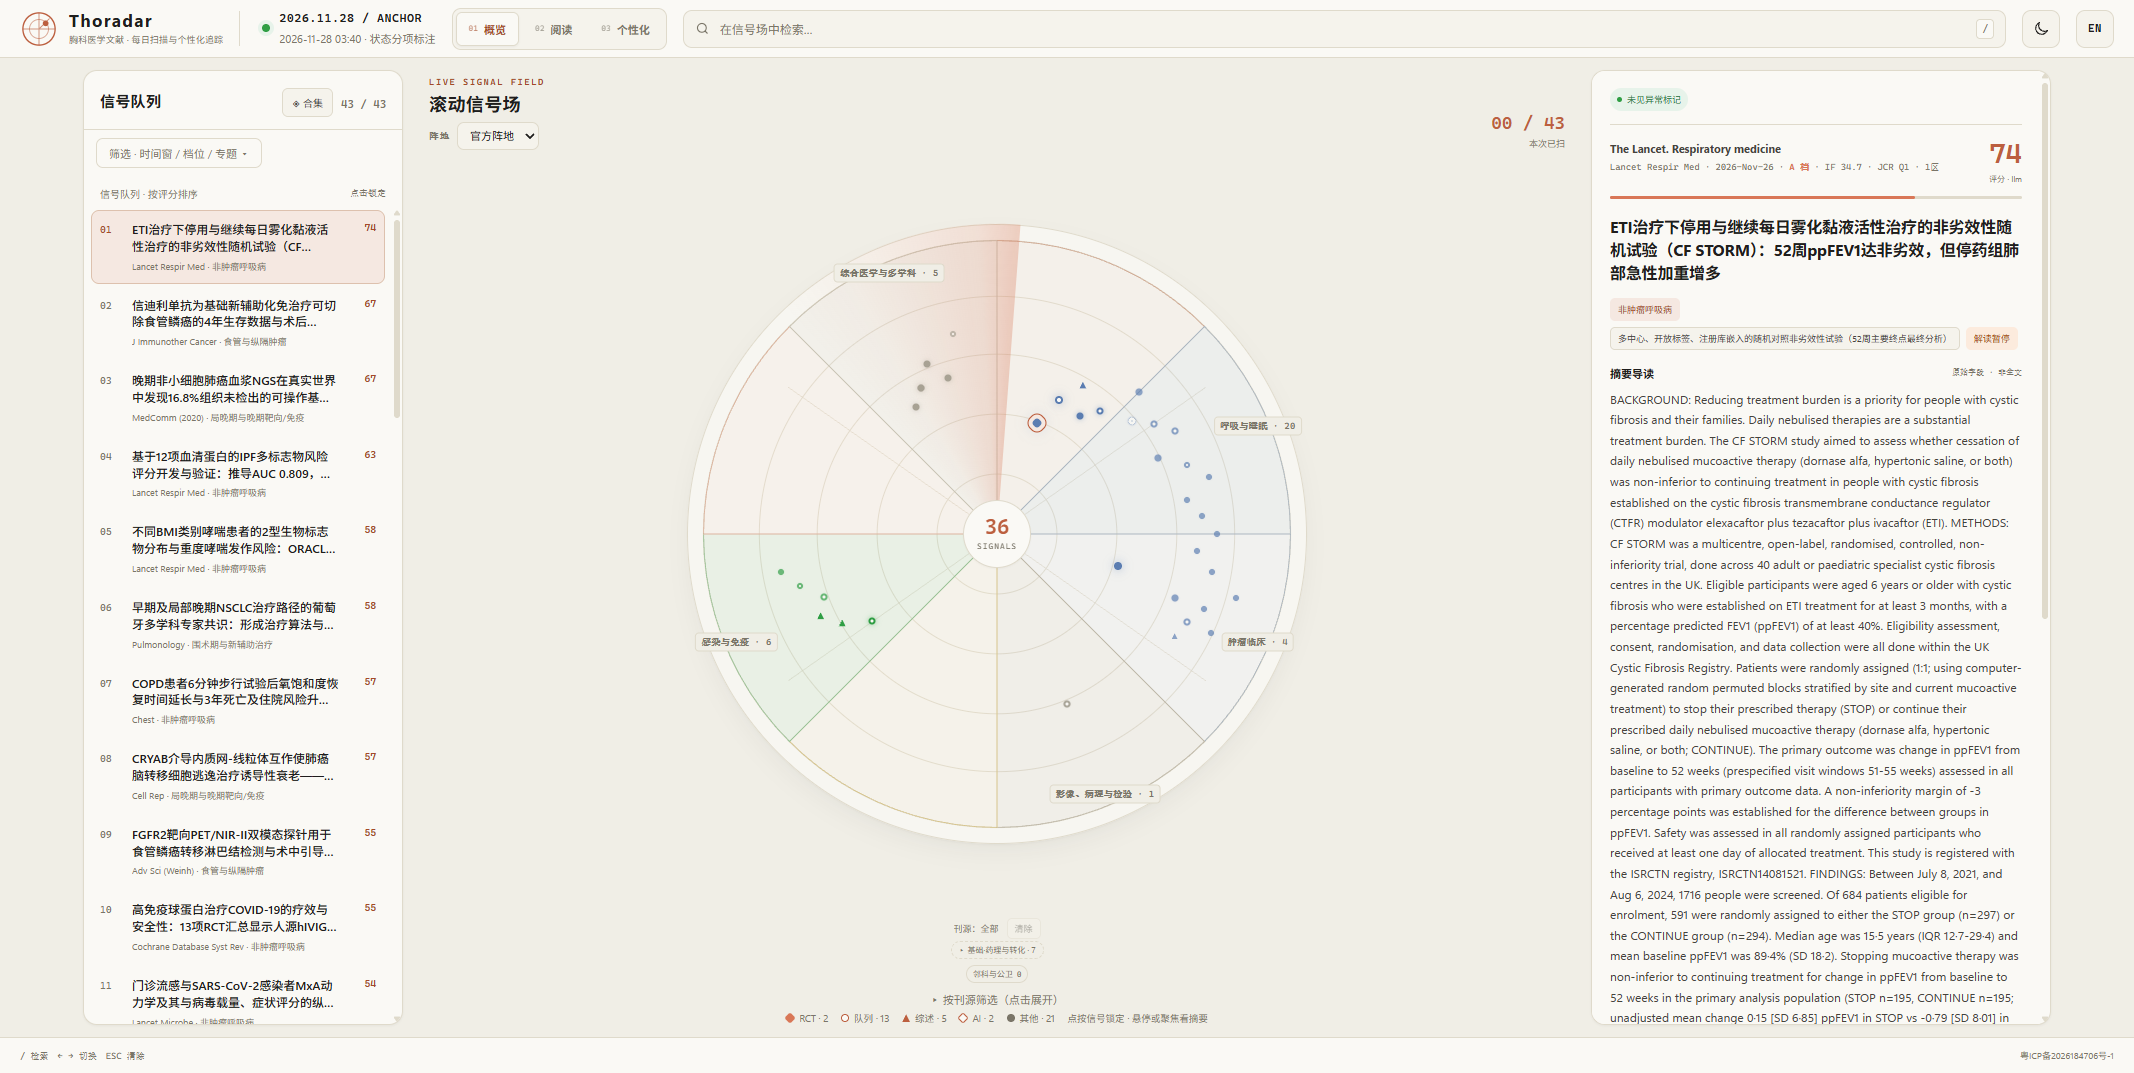 Thoradar
胸科医学文献 · 每日扫描与个性化追踪
2026.11.28 / ANCHOR
2026-11-28 03:40 · 状态分项标注
01 概览
02 阅读
03 个性化
在信号场中检索...
/
EN
信号队列
◈ 合集
43 / 43
筛选 · 时间窗 / 档位 / 专题
信号队列 · 按评分排序
点击锁定
01
ETI治疗下停用与继续每日雾化黏液活
性治疗的非劣效性随机试验（CF...
74
Lancet Respir Med · 非肿瘤呼吸病
02
信迪利单抗为基础新辅助化免治疗可切
除食管鳞癌的4年生存数据与术后...
67
J Immunother Cancer · 食管与纵隔肿瘤
03
晚期非小细胞肺癌血浆NGS在真实世界
中发现16.8%组织未检出的可操作基...
67
MedComm (2020) · 局晚期与晚期靶向/免疫
04
基于12项血清蛋白的IPF多标志物风险
评分开发与验证：推导AUC 0.809，...
63
Lancet Respir Med · 非肿瘤呼吸病
05
不同BMI类别哮喘患者的2型生物标志
物分布与重度哮喘发作风险：ORACL...
58
Lancet Respir Med · 非肿瘤呼吸病
06
早期及局部晚期NSCLC治疗路径的葡萄
牙多学科专家共识：形成治疗算法与...
58
Pulmonology · 围术期与新辅助治疗
07
COPD患者6分钟步行试验后氧饱和度恢
复时间延长与3年死亡及住院风险升...
57
Chest · 非肿瘤呼吸病
08
CRYAB介导内质网-线粒体互作使肺癌
脑转移细胞逃逸治疗诱导性衰老——...
57
Cell Rep · 局晚期与晚期靶向/免疫
09
FGFR2靶向PET/NIR-II双模态探针用于
食管鳞癌转移淋巴结检测与术中引导...
55
Adv Sci (Weinh) · 食管与纵隔肿瘤
10
高免疫球蛋白治疗COVID-19的疗效与
安全性：13项RCT汇总显示人源hIVIG...
55
Cochrane Database Syst Rev · 非肿瘤呼吸病
11
门诊流感与SARS-CoV-2感染者MxA动
力学及其与病毒载量、症状评分的纵...
54
Lancet Microbe · 非肿瘤呼吸病
LIVE SIGNAL FIELD
滚动信号场
阵地
官方阵地
00 / 43
本次已扫
综合医学与多学科 · 5
呼吸与睡眠 · 20
36
SIGNALS
感染与免疫 · 6
肿瘤临床 · 4
影像、病理与检验 · 1
刊源：全部
清除
▸ 基础药理与转化 · 7
邻科与公卫 0
▸ 按刊源筛选（点击展开）
RCT · 2
队列 · 13
综述 · 5
AI · 2
其他 · 21
点按信号锁定 · 悬停或聚焦看摘要
未见异常标记
The Lancet. Respiratory medicine
Lancet Respir Med · 2026-Nov-26 · A 档 · IF 34.7 · JCR Q1 · 1区
74
评分 · llm
ETI治疗下停用与继续每日雾化黏液活性治疗的非劣效性随
机试验（CF STORM）：52周ppFEV1达非劣效，但停药组肺
部急性加重增多
非肿瘤呼吸病
多中心、开放标签、注册库嵌入的随机对照非劣效性试验（52周主要终点最终分析）
解读暂停
摘要导读
原始字段 · 非全文
BACKGROUND: Reducing treatment burden is a priority for people with cystic
fibrosis and their families. Daily nebulised therapies are a substantial
treatment burden. The CF STORM study aimed to assess whether cessation of
daily nebulised mucoactive therapy (dornase alfa, hypertonic saline, or both)
was non-inferior to continuing treatment in people with cystic fibrosis
established on the cystic fibrosis transmembrane conductance regulator
(CTFR) modulator elexacaftor plus tezacaftor plus ivacaftor (ETI). METHODS:
CF STORM was a multicentre, open-label, randomised, controlled, non-
inferiority trial, done across 40 adult or paediatric specialist cystic fibrosis
centres in the UK. Eligible participants were aged 6 years or older with cystic
fibrosis who were established on ETI treatment for at least 3 months, with a
percentage predicted FEV1 (ppFEV1) of at least 40%. Eligibility assessment,
consent, randomisation, and data collection were all done within the UK
Cystic Fibrosis Registry. Patients were randomly assigned (1:1; using computer-
generated random permuted blocks stratified by site and current mucoactive
treatment) to stop their prescribed therapy (STOP) or continue their
prescribed daily nebulised mucoactive therapy (dornase alfa, hypertonic
saline, or both; CONTINUE). The primary outcome was change in ppFEV1 from
baseline to 52 weeks (prespecified visit windows 51-55 weeks) assessed in all
participants with primary outcome data. A non-inferiority margin of -3
percentage points was established for the difference between groups in
ppFEV1. Safety was assessed in all randomly assigned participants who
received at least one day of allocated treatment. This study is registered with
the ISRCTN registry, ISRCTN14081521. FINDINGS: Between July 8, 2021, and
Aug 6, 2024, 1716 people were screened. Of 684 patients eligible for
enrolment, 591 were randomly assigned to either the STOP group (n=297) or
the CONTINUE group (n=294). Median age was 15·5 years (IQR 12·7-29·4) and
mean baseline ppFEV1 was 89·4% (SD 18·2). Stopping mucoactive therapy was
non-inferior to continuing treatment for change in ppFEV1 from baseline to
52 weeks in the primary analysis population (STOP n=195, CONTINUE n=195;
unadjusted mean change 0·15 [SD 6·85] ppFEV1 in STOP vs -0·79 [SD 8·01] in
/ 检索 ← → 切换 ESC 清除
粤ICP备2026184706号-1